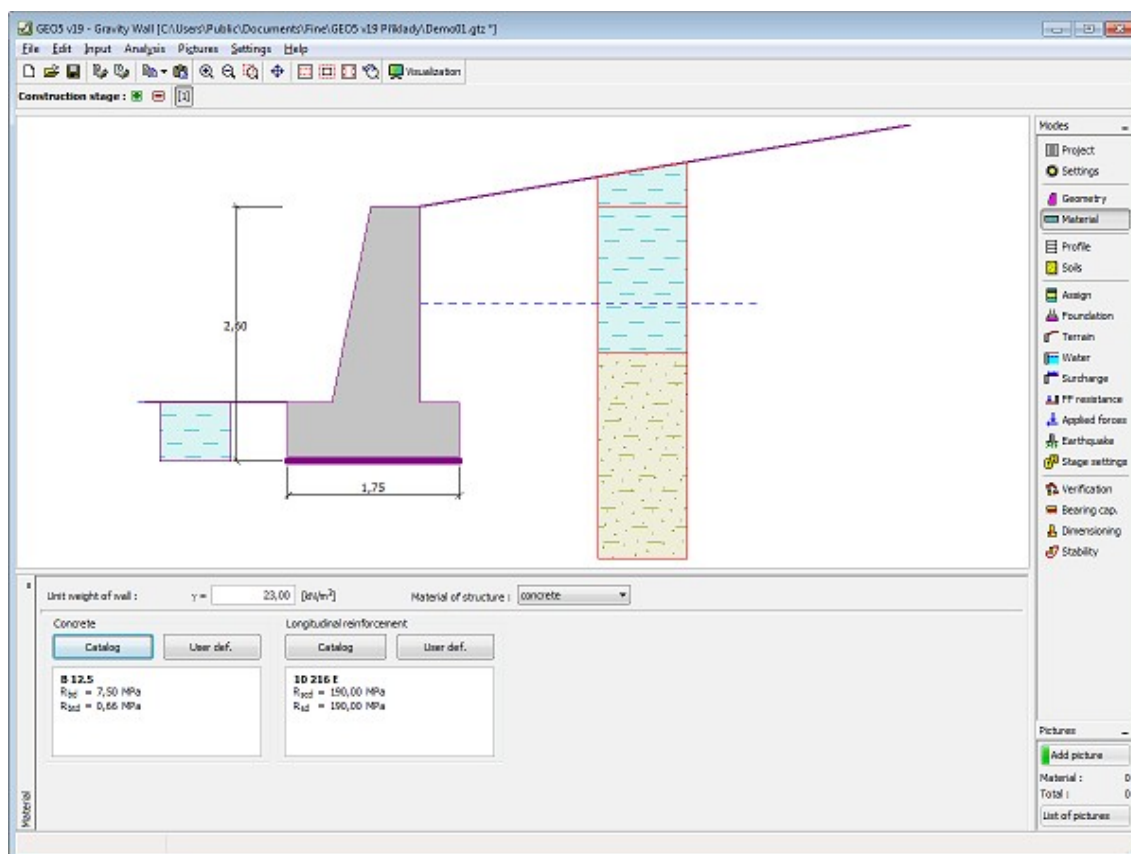 GEO5 v19 - Gravity Wall [C:\Users\Public\Documents\Fine\GEO5 v19 Příklady\Demo01.gtz *]
File Edit Input Analysis Pictures Settings Help
Visualization
Construction stage : [1]
2,60
1,75
Modes
Project
Settings
Geometry
Material
Profile
Soils
Assign
Foundation
Terrain
Water
Surcharge
FF resistance
Applied forces
Earthquake
Stage settings
Verification
Bearing cap.
Dimensioning
Stability
Unit weight of wall : γ = 23,00 [kN/m³] Material of structure : concrete
Concrete Longitudinal reinforcement
Catalog User def. Catalog User def.
B 12.5 10 216 E
= 7,50 MPa = 190,00 MPa
= 0,66 MPa = 190,00 MPa
Material
Pictures
Add picture
Material : 0
Total : 0
List of pictures